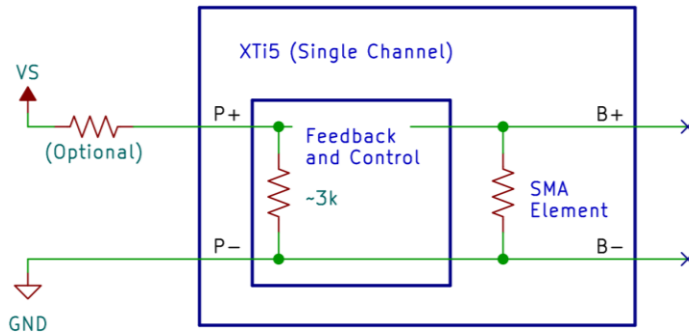 XTi5 (Single Channel)
VS
P+
B+
(Optional)
Feedback
and Control
~3k
SMA
Element
P-
B-
GND